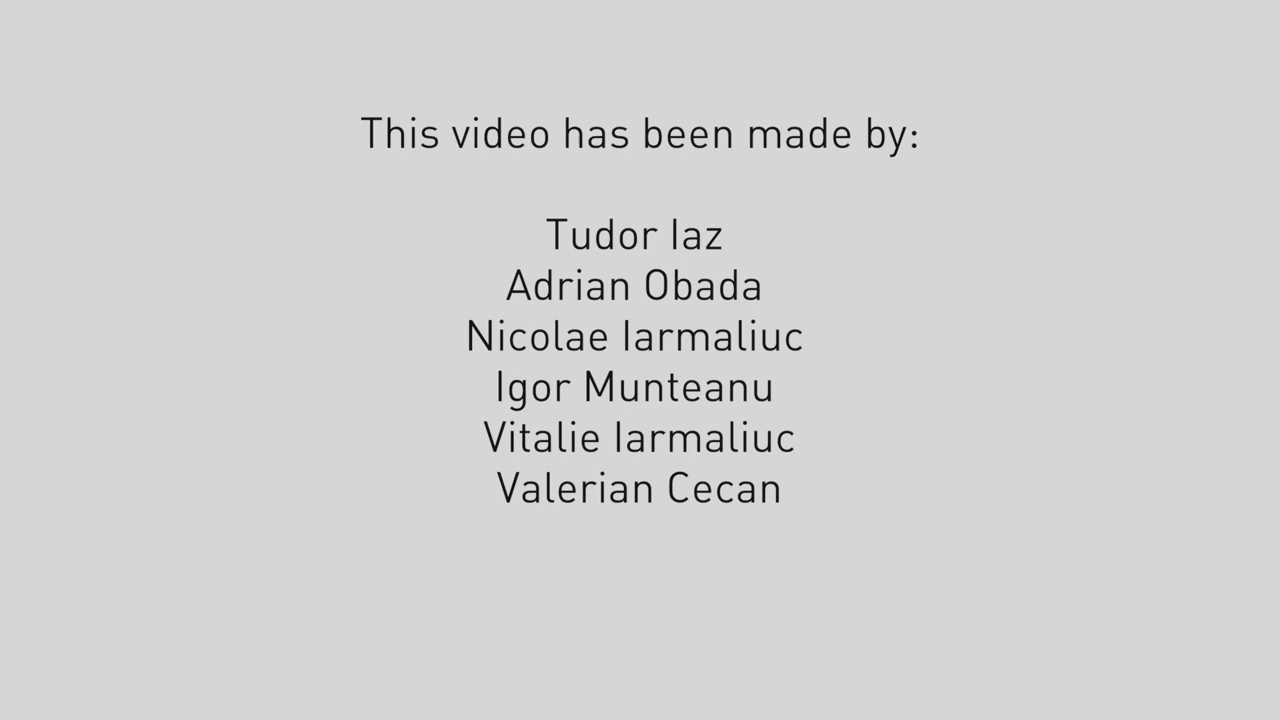 This video has been made by:
Tudor Iaz
Adrian Obada
Nicolae Iarmaliuc
Igor Munteanu
Vitalie Iarmaliuc
Valerian Cecan